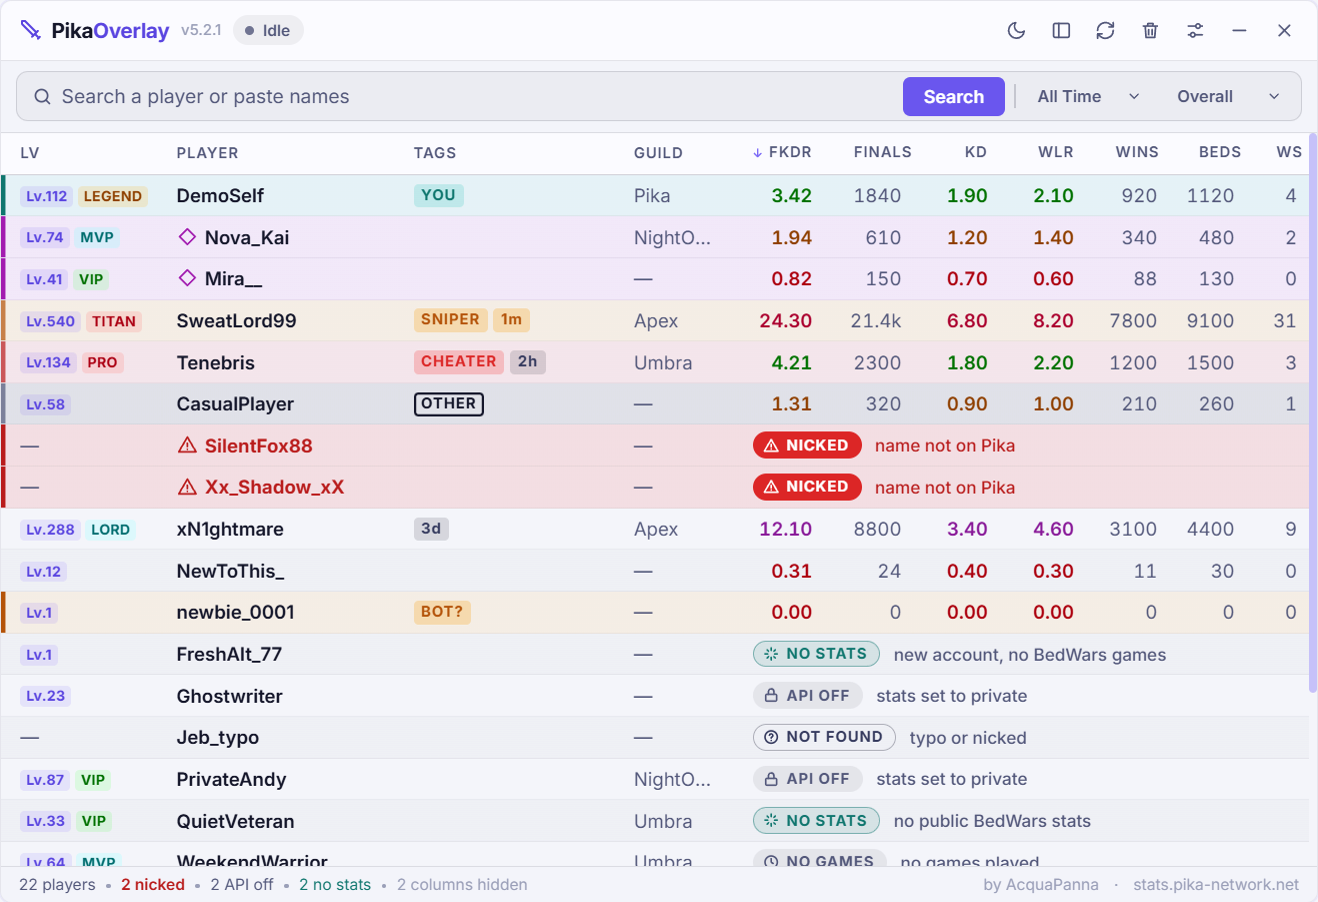 PikaOverlay v5.2.1 Idle
Search a player or paste names Search All Time Overall
LV PLAYER TAGS GUILD ↓ FKDR FINALS KD WLR WINS BEDS WS
Lv.112 LEGEND DemoSelf YOU Pika 3.42 1840 1.90 2.10 920 1120 4
Lv.74 MVP Nova_Kai NightO... 1.94 610 1.20 1.40 340 480 2
Lv.41 VIP Mira__ — 0.82 150 0.70 0.60 88 130 0
Lv.540 TITAN SweatLord99 SNIPER 1m Apex 24.30 21.4k 6.80 8.20 7800 9100 31
Lv.134 PRO Tenebris CHEATER 2h Umbra 4.21 2300 1.80 2.20 1200 1500 3
Lv.58 CasualPlayer OTHER — 1.31 320 0.90 1.00 210 260 1
— SilentFox88 — NICKED name not on Pika
— Xx_Shadow_xX — NICKED name not on Pika
Lv.288 LORD xN1ghtmare 3d Apex 12.10 8800 3.40 4.60 3100 4400 9
Lv.12 NewToThis_ — 0.31 24 0.40 0.30 11 30 0
Lv.1 newbie_0001 BOT? — 0.00 0 0.00 0.00 0 0 0
Lv.1 FreshAlt_77 — NO STATS new account, no BedWars games
Lv.23 Ghostwriter — API OFF stats set to private
— Jeb_typo — NOT FOUND typo or nicked
Lv.87 VIP PrivateAndy NightO... API OFF stats set to private
Lv.33 VIP QuietVeteran Umbra NO STATS no public BedWars stats
Lv.64 MVP WeekendWarrior Umbra NO GAMES no games played
22 players • 2 nicked • 2 API off • 2 no stats • 2 columns hidden by AcquaPanna · stats.pika-network.net